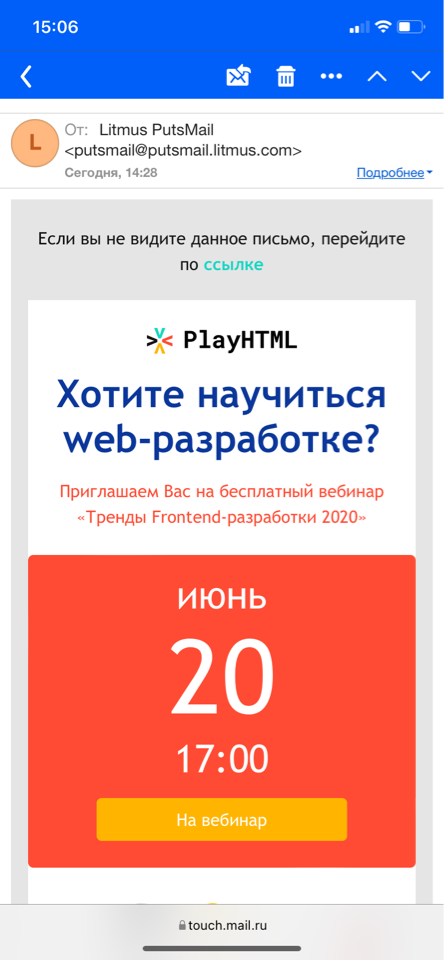 15:06
L
От: Litmus PutsMail
<putsmail@putsmail.litmus.com>
Сегодня, 14:28
Подробнее
Если вы не видите данное письмо, перейдите
по ссылке
PlayHTML
Хотите научиться
web-разработке?
Приглашаем Вас на бесплатный вебинар
«Тренды Frontend-разработки 2020»
ИЮНЬ
20
17:00
На вебинар
touch.mail.ru